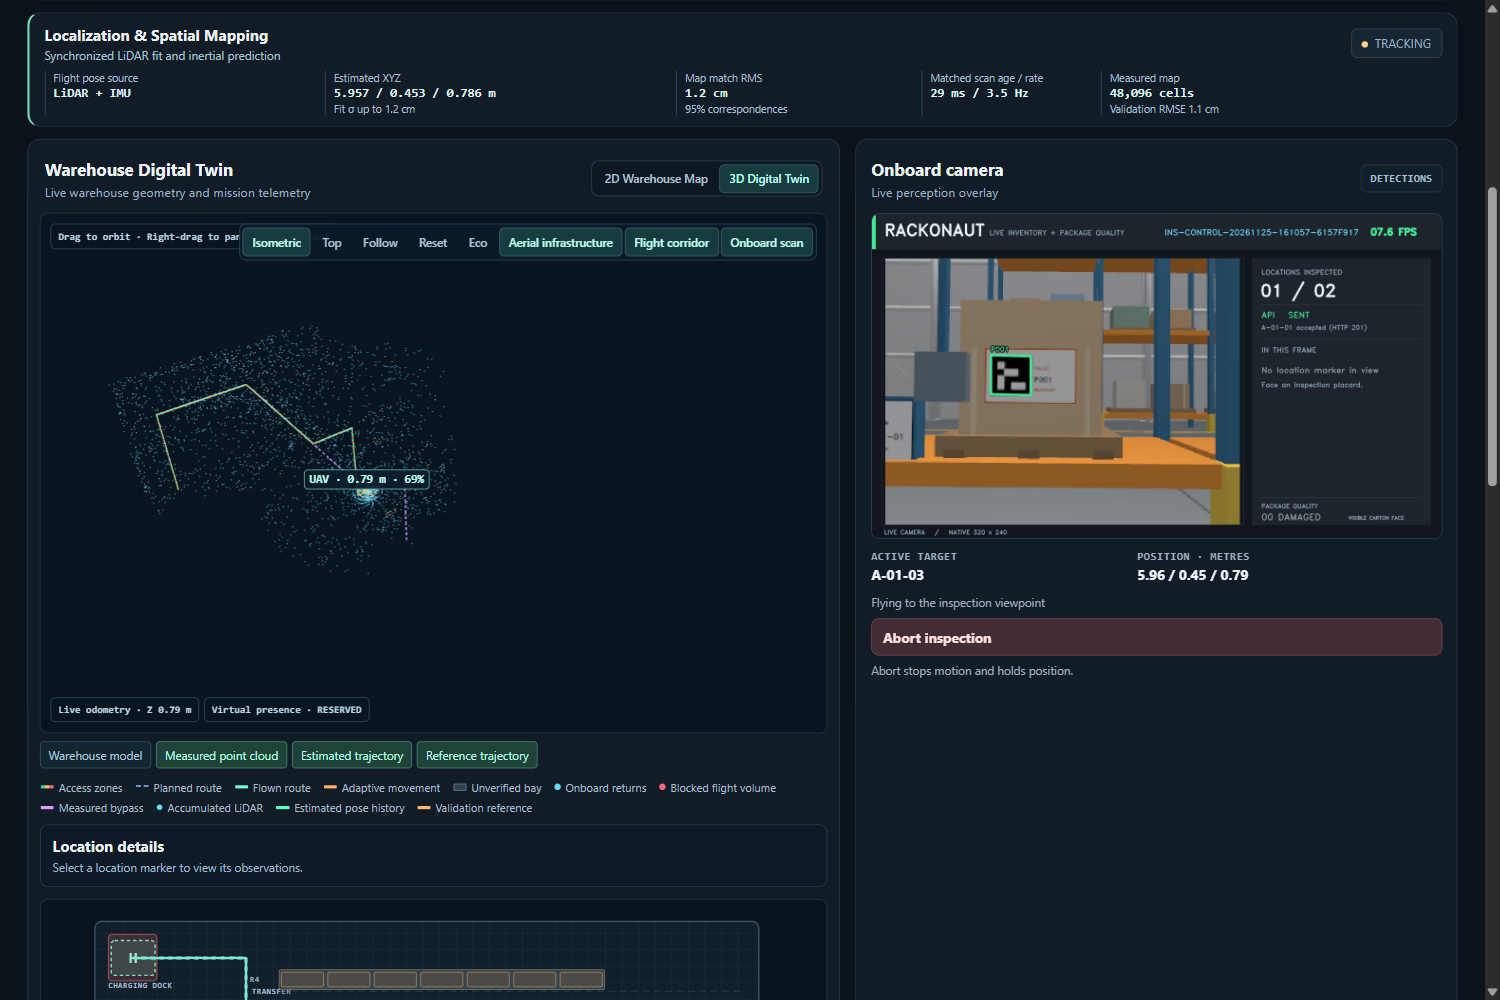 Localization & Spatial Mapping
Synchronized LiDAR fit and inertial prediction
TRACKING
Flight pose source
LiDAR + IMU
Estimated XYZ
5.957 / 0.453 / 0.786 m
Fit σ up to 1.2 cm
Map match RMS
1.2 cm
95% correspondences
Matched scan age / rate
29 ms / 3.5 Hz
Measured map
48,096 cells
Validation RMSE 1.1 cm
Warehouse Digital Twin
Live warehouse geometry and mission telemetry
2D Warehouse Map
3D Digital Twin
Drag to orbit · Right-drag to pan
Isometric
Top
Follow
Reset
Eco
Aerial infrastructure
Flight corridor
Onboard scan
UAV · 0.79 m · 69%
Live odometry · Z 0.79 m
Virtual presence · RESERVED
Warehouse model
Measured point cloud
Estimated trajectory
Reference trajectory
Access zones
Planned route
Flown route
Adaptive movement
Unverified bay
Onboard returns
Blocked flight volume
Measured bypass
Accumulated LiDAR
Estimated pose history
Validation reference
Location details
Select a location marker to view its observations.
H
CHARGING DOCK
R4
TRANSFER
Onboard camera
Live perception overlay
DETECTIONS
RACKONAUT
LIVE INVENTORY + PACKAGE QUALITY
INS-CONTROL-20261125-161057-6157F917
07.6 FPS
P001
P001
-01
LOCATIONS INSPECTED
01 / 02
API SENT
A-01-01 accepted (HTTP 201)
IN THIS FRAME
No location marker in view
Face an inspection placard.
PACKAGE QUALITY
00 DAMAGED
VISIBLE CARTON FACE
LIVE CAMERA / NATIVE 320 x 240
ACTIVE TARGET
A-01-03
POSITION · METRES
5.96 / 0.45 / 0.79
Flying to the inspection viewpoint
Abort inspection
Abort stops motion and holds position.